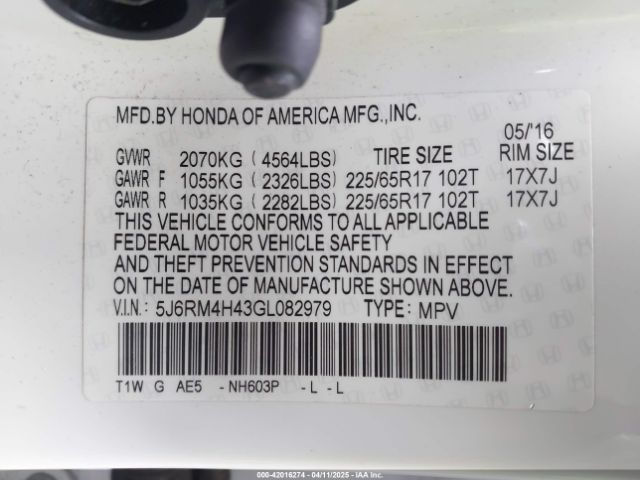 MFD.BY HONDA OF AMERICA MFG.,INC.
05/'16
GVWR 2070KG ( 4564LBS) TIRE SIZE RIM SIZE
GAWR F 1055KG ( 2326LBS) 225/65R17 102T 17X7J
GAWR R 1035KG ( 2282LBS) 225/65R17 102T 17X7J
THIS VEHICLE CONFORMS TO ALL APPLICABLE
FEDERAL MOTOR VEHICLE SAFETY
AND THEFT PREVENTION STANDARDS IN EFFECT
ON THE DATE OF MANUFACTURE SHOWN ABOVE.
V.I.N.: 5J6RM4H43GL082979 TYPE: MPV
T1W G AE5 -NH603P -L -L
000-42016274 - 04/11/2025 - IAA Inc.